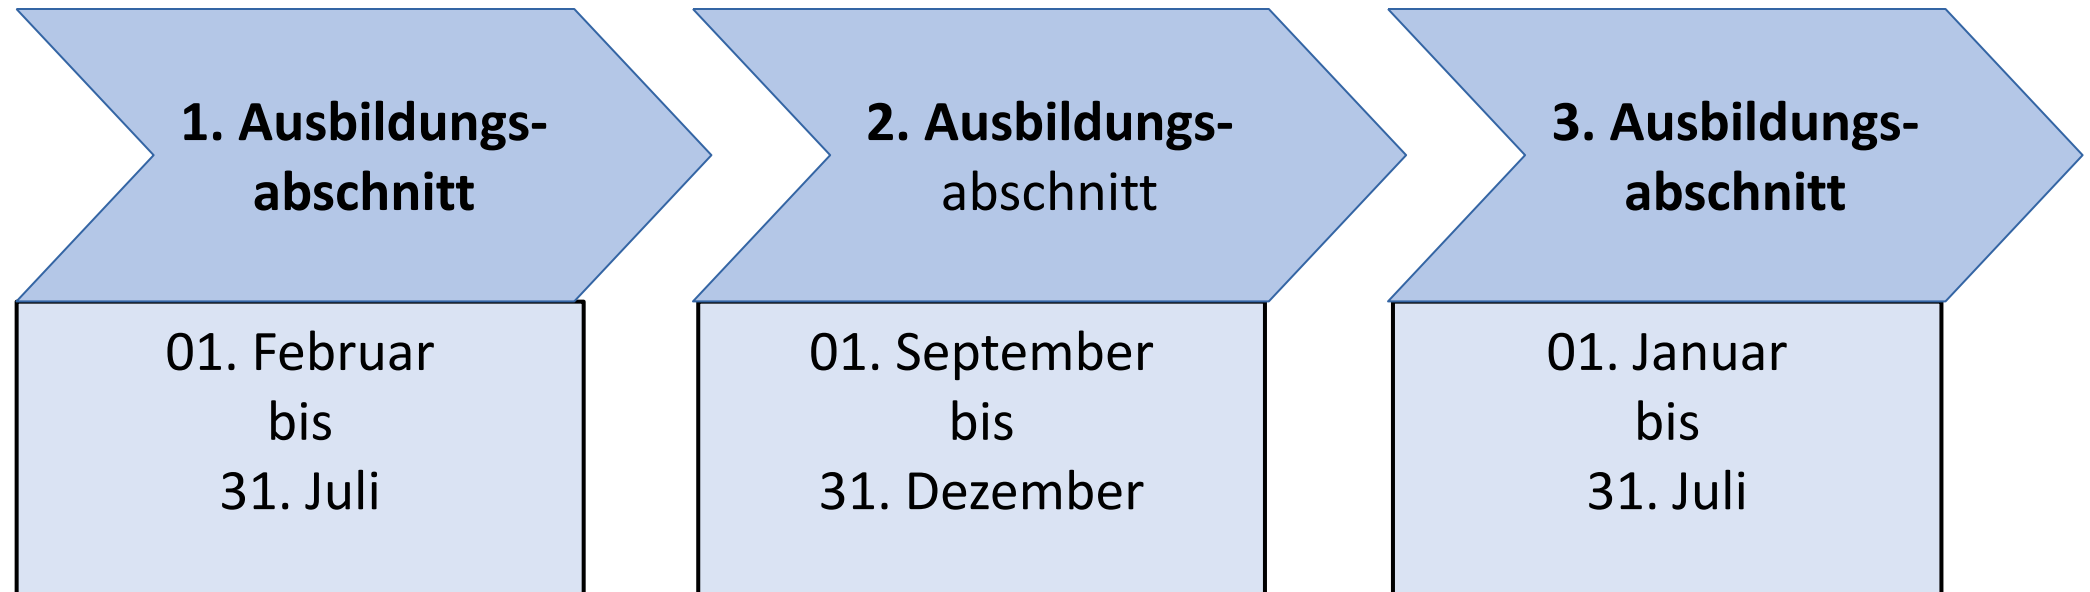 1. Ausbildungs-
abschnitt
01. Februar
bis
31. Juli
2. Ausbildungs-
abschnitt
01. September
bis
31. Dezember
3. Ausbildungs-
abschnitt
01. Januar
bis
31. Juli